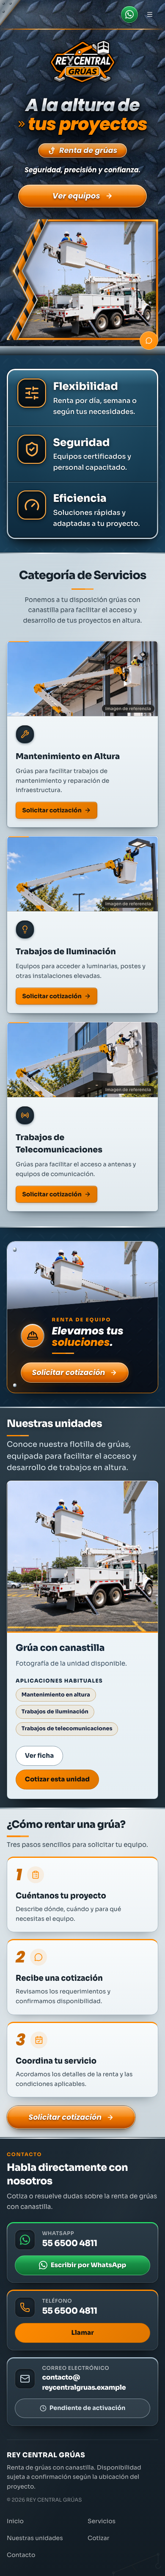 REY CENTRAL
GRÚAS
A la altura de
» tus proyectos
Renta de grúas
Seguridad, precisión y confianza.
Ver equipos →
Flexibilidad
Renta por día, semana o
según tus necesidades.
Seguridad
Equipos certificados y
personal capacitado.
Eficiencia
Soluciones rápidas y
adaptadas a tu proyecto.
Categoría de Servicios
Ponemos a tu disposición grúas con
canastilla para facilitar el acceso y
desarrollo de tus proyectos en altura.
Imagen de referencia
Mantenimiento en Altura
Grúas para facilitar trabajos de
mantenimiento y reparación de
infraestructura.
Solicitar cotización →
Imagen de referencia
Trabajos de Iluminación
Equipos para acceder a luminarias, postes y
otras instalaciones elevadas.
Solicitar cotización →
Imagen de referencia
Trabajos de
Telecomunicaciones
Grúas para facilitar el acceso a antenas y
equipos de comunicación.
Solicitar cotización →
RENTA DE EQUIPO
Elevamos tus
soluciones.
Solicitar cotización →
Nuestras unidades
Conoce nuestra flotilla de grúas,
equipada para facilitar el acceso y
desarrollo de trabajos en altura.
Grúa con canastilla
Fotografía de la unidad disponible.
APLICACIONES HABITUALES
Mantenimiento en altura
Trabajos de iluminación
Trabajos de telecomunicaciones
Ver ficha
Cotizar esta unidad
¿Cómo rentar una grúa?
Tres pasos sencillos para solicitar tu equipo.
1
Cuéntanos tu proyecto
Describe dónde, cuándo y para qué
necesitas el equipo.
2
Recibe una cotización
Revisamos los requerimientos y
confirmamos disponibilidad.
3
Coordina tu servicio
Acordamos los detalles de la renta y las
condiciones aplicables.
Solicitar cotización →
CONTACTO
Habla directamente con
nosotros
Cotiza o resuelve dudas sobre la renta de grúas
con canastilla.
WHATSAPP
55 6500 4811
Escribir por WhatsApp
TELÉFONO
55 6500 4811
Llamar
CORREO ELECTRÓNICO
contacto@
reycentralgruas.example
Pendiente de activación
REY CENTRAL GRÚAS
Renta de grúas con canastilla. Disponibilidad
sujeta a confirmación según la ubicación del
proyecto.
© 2026 REY CENTRAL GRÚAS
Inicio
Servicios
Nuestras unidades
Cotizar
Contacto